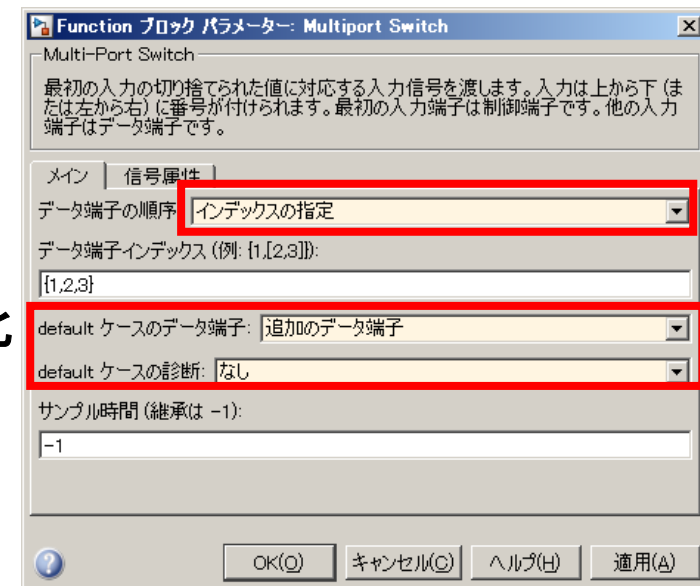 Function ブロック パラメーター: Multiport Switch
Multi-Port Switch
最初の入力の切り捨てられた値に対応する入力信号を渡します。入力は上から下 (ま
たは左から右) に番号が付けられます。最初の入力端子は制御端子です。他の入力
端子はデータ端子です。
メイン 信号属性
データ端子の順序: インデックスの指定
データ端子インデックス (例: {1,[2,3]}):
{1,2,3}
default ケースのデータ端子: 追加のデータ端子
default ケースの診断: なし
サンプル時間 (継承は -1):
-1
OK(O) キャンセル(C) ヘルプ(H) 適用(A)